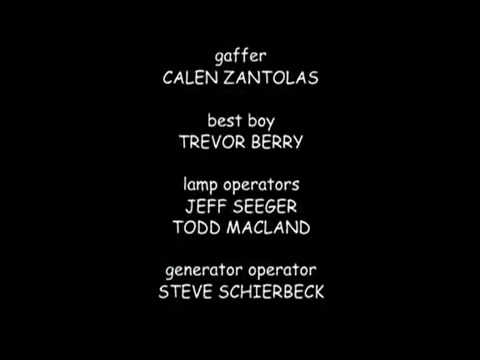 gaffer
CALEN ZANTOLAS
best boy
TREVOR BERRY
lamp operators
JEFF SEEGER
TODD MACLAND
generator operator
STEVE SCHIERBECK